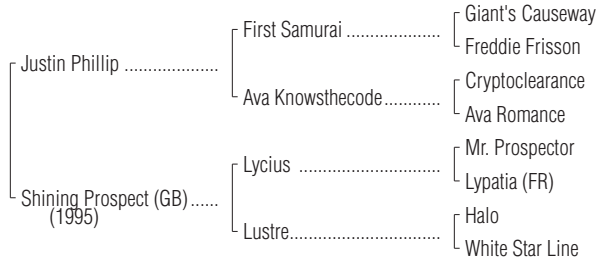 Giant's Causeway
First Samurai ....................
Freddie Frisson
Justin Phillip ...................
Cryptoclearance
Ava Knowsthecode............
Ava Romance
Mr. Prospector
Lycius ..............................
Lypatia (FR)
Shining Prospect (GB)......
(1995)
Halo
Lustre................................
White Star Line